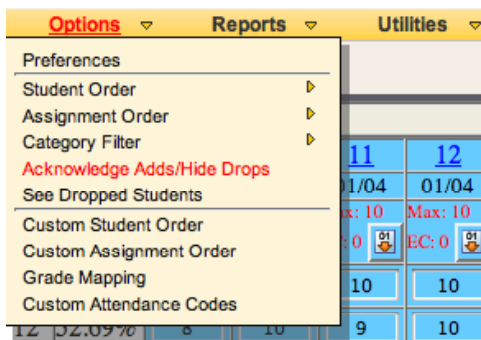 Options Reports Utilities
Preferences
Student Order
Assignment Order
Category Filter
Acknowledge Adds/Hide Drops
See Dropped Students
Custom Student Order
Custom Assignment Order
Grade Mapping
Custom Attendance Codes
11 12
01/04 01/04
Max: 10
EC: 0
10 10
12 52.69% 8 10 9 10